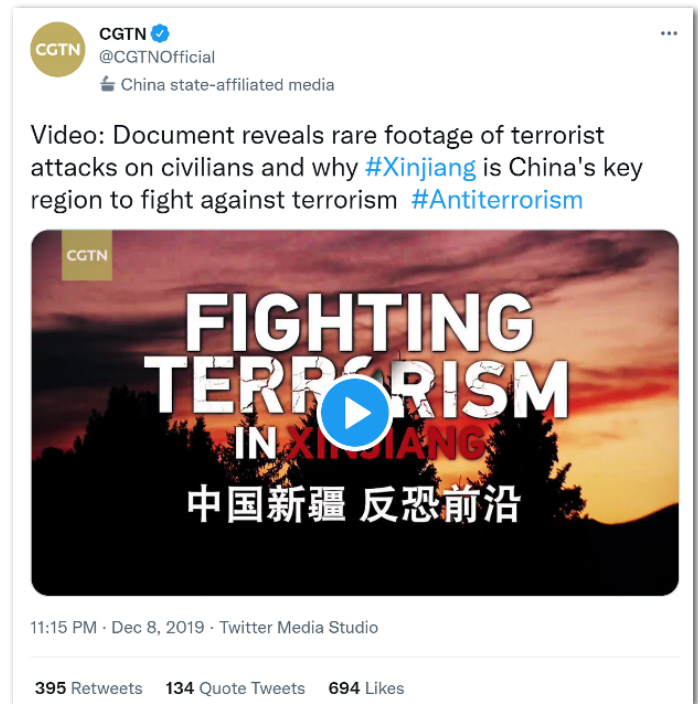 CGTN
CGTN
@CGTNOfficial
China state-affiliated media
Video: Document reveals rare footage of terrorist
attacks on civilians and why #Xinjiang is China's key
region to fight against terrorism #Antiterrorism
CGTN
FIGHTING
TERRORISM
IN XINJIANG
中国新疆 反恐前沿
11:15 PM · Dec 8, 2019 · Twitter Media Studio
395 Retweets 134 Quote Tweets 694 Likes